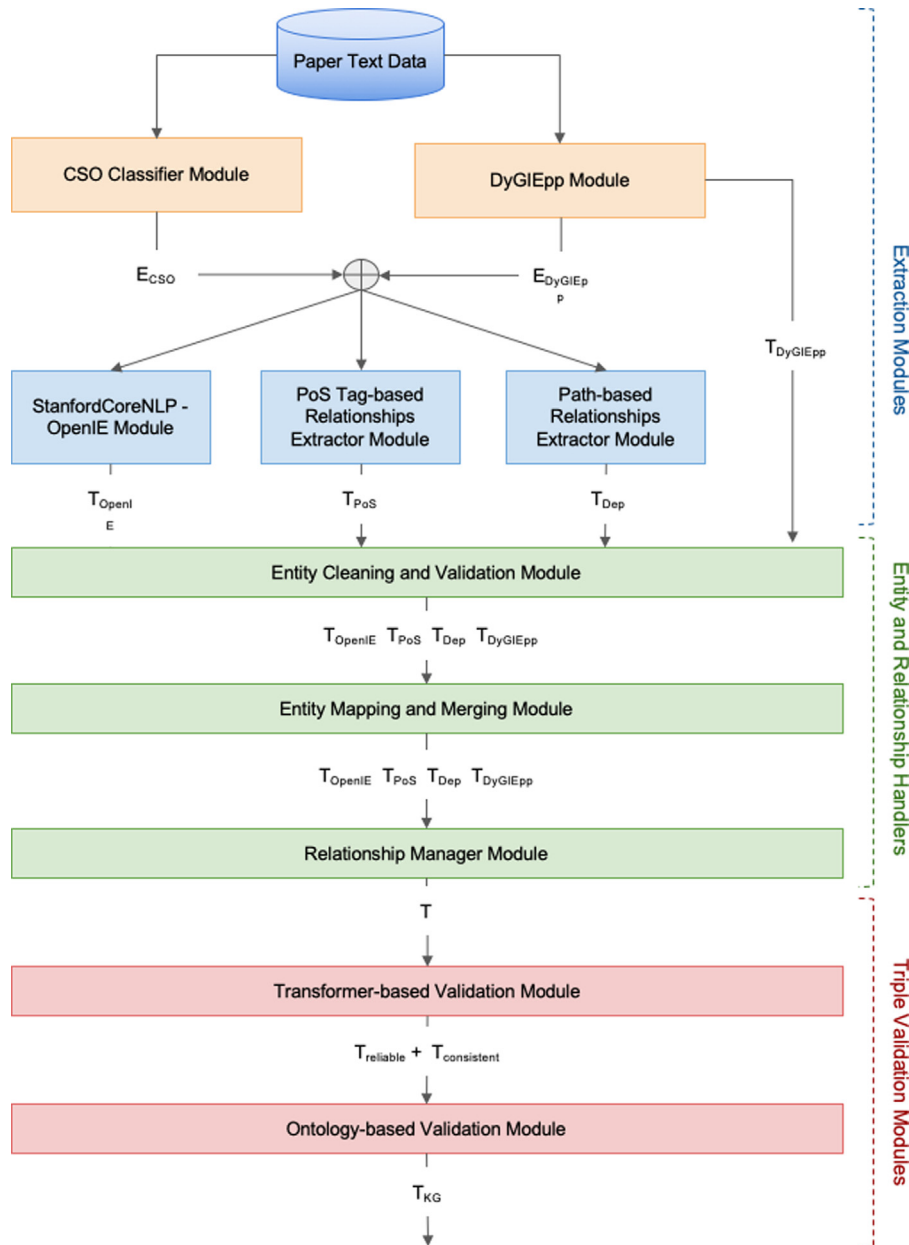 Paper Text Data
CSO Classifier Module
DyGIEpp Module
E_CSO
E_DyGIEp
p
T_DyGIEpp
StanfordCoreNLP -
OpenIE Module
PoS Tag-based
Relationships
Extractor Module
Path-based
Relationships
Extractor Module
T_OpenI
E
T_PoS
T_Dep
Extraction Modules
Entity Cleaning and Validation Module
T_OpenIE T_PoS T_Dep T_DyGIEpp
Entity Mapping and Merging Module
T_OpenIE T_PoS T_Dep T_DyGIEpp
Relationship Manager Module
Entity and Relationship Handlers
T
Transformer-based Validation Module
T_reliable + T_consistent
Ontology-based Validation Module
T_KG
Triple Validation Modules